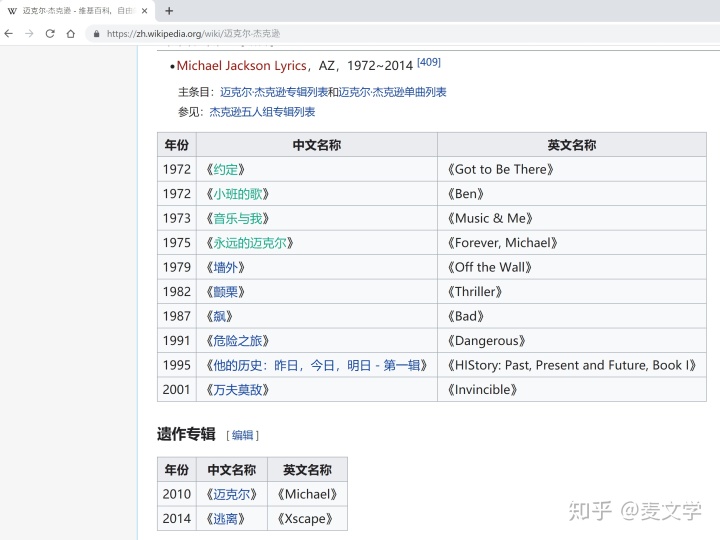 W 迈克尔·杰克逊 - 维基百科，自由
https://zh.wikipedia.org/wiki/迈克尔·杰克逊
•Michael Jackson Lyrics，AZ，1972~2014 [409]
主条目：迈克尔·杰克逊专辑列表和迈克尔·杰克逊单曲列表
参见：杰克逊五人组专辑列表
年份 中文名称 英文名称
1972 《约定》 《Got to Be There》
1972 《小班的歌》 《Ben》
1973 《音乐与我》 《Music & Me》
1975 《永远的迈克尔》 《Forever, Michael》
1979 《墙外》 《Off the Wall》
1982 《颤栗》 《Thriller》
1987 《飙》 《Bad》
1991 《危险之旅》 《Dangerous》
1995 《他的历史：昨日，今日，明日 - 第一辑》 《HIStory: Past, Present and Future, Book I》
2001 《万夫莫敌》 《Invincible》
遗作专辑 [编辑]
年份 中文名称 英文名称
2010 《迈克尔》 《Michael》
2014 《逃离》 《Xscape》
知乎 @麦文学